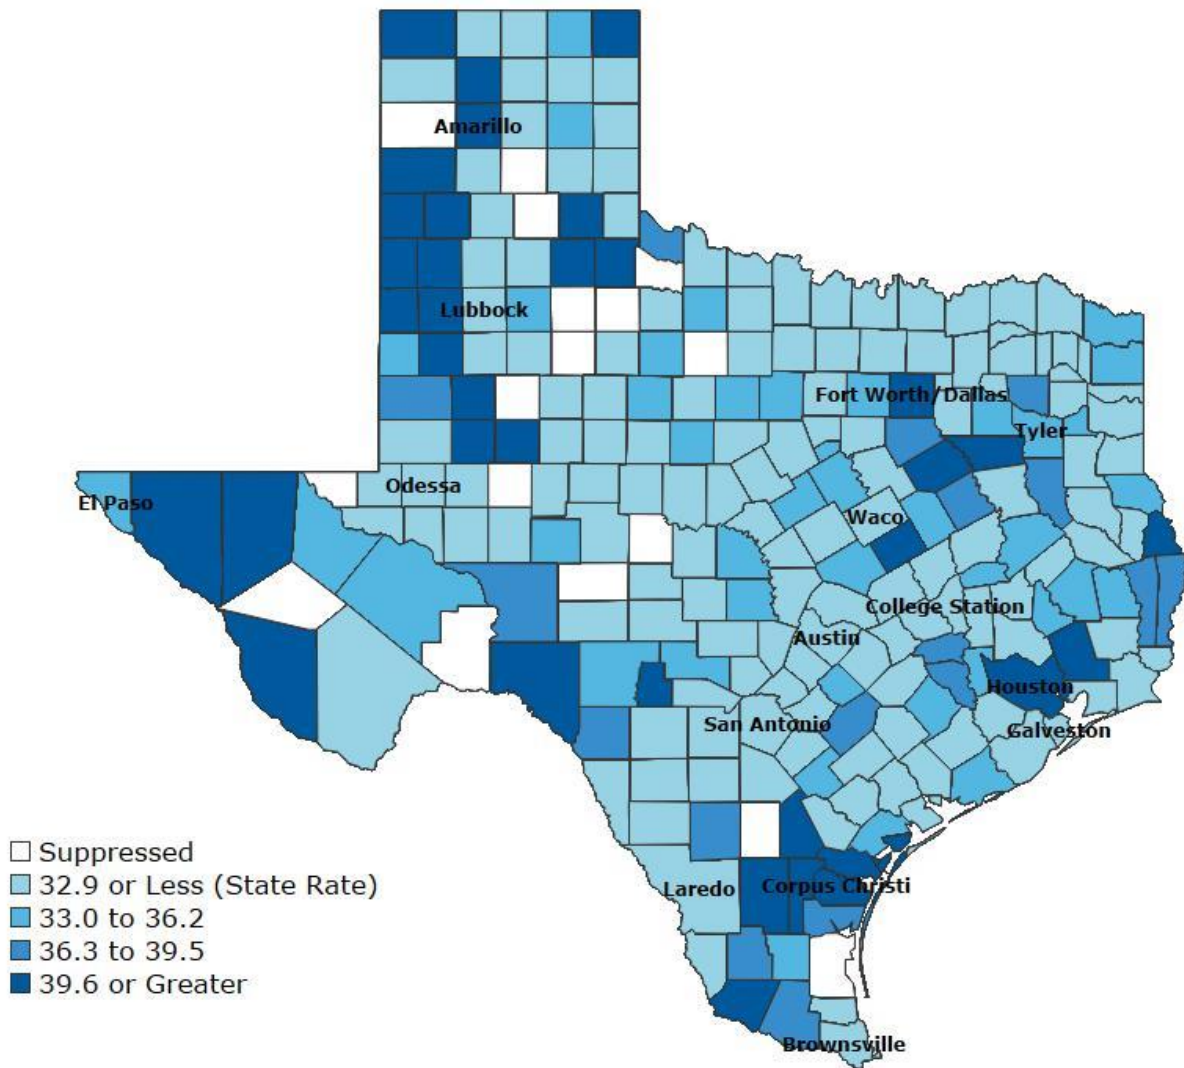 Amarillo
Lubbock
Fort Worth/Dallas
Tyler
El Paso
Odessa
Waco
College Station
Austin
Houston
San Antonio
Galveston
Suppressed
32.9 or Less (State Rate)
33.0 to 36.2
36.3 to 39.5
39.6 or Greater
Laredo
Corpus Christi
Brownsville